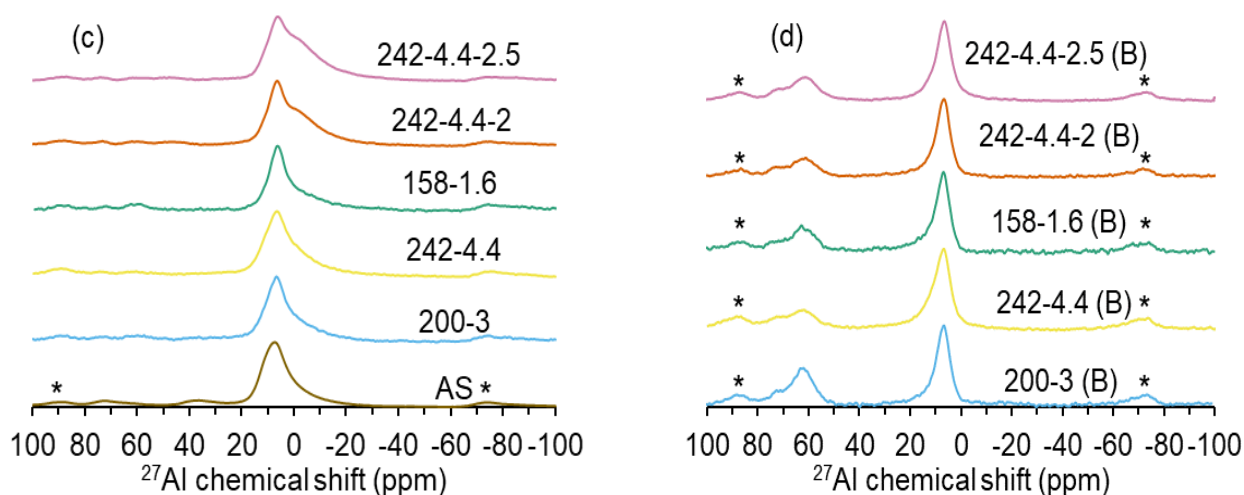 (c)
242-4.4-2.5
242-4.4-2
158-1.6
242-4.4
200-3
* AS *
100 80 60 40 20 0 -20 -40 -60 -80 -100
²⁷Al chemical shift (ppm)
(d)
242-4.4-2.5 (B)
* *
242-4.4-2 (B)
* *
158-1.6 (B)
* *
242-4.4 (B)
* *
200-3 (B)
* *
100 80 60 40 20 0 -20 -40 -60 -80 -100
²⁷Al chemical shift (ppm)